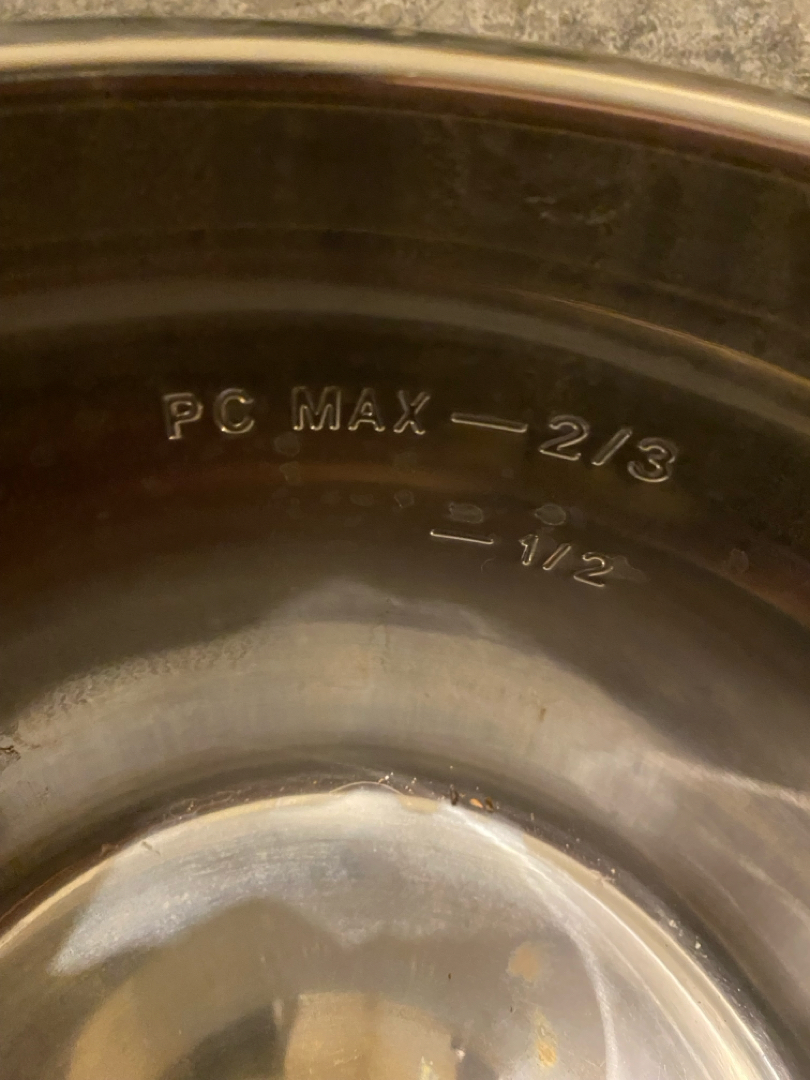 PC MAX — 2/3
— 1/2